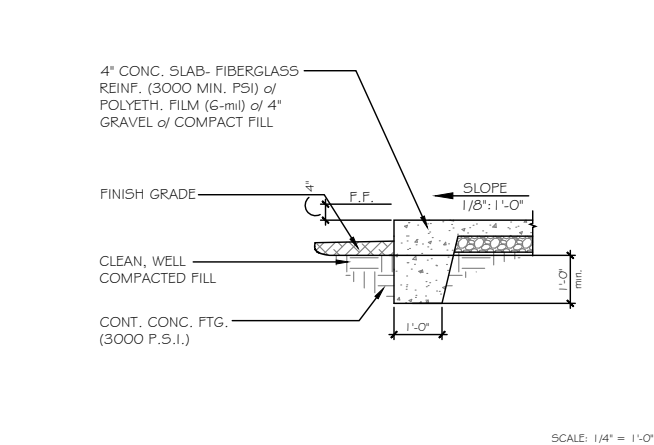 4" CONC. SLAB- FIBERGLASS
REINF. (3000 MIN. PSI) o/
POLYETH. FILM (6-mil) o/ 4"
GRAVEL o/ COMPACT FILL
FINISH GRADE
4"
F.F.
SLOPE
1/8":1'-0"
CLEAN, WELL
COMPACTED FILL
1'-0"
min.
CONT. CONC. FTG.
(3000 P.S.I.)
1'-0"
SCALE: 1/4" = 1'-0"